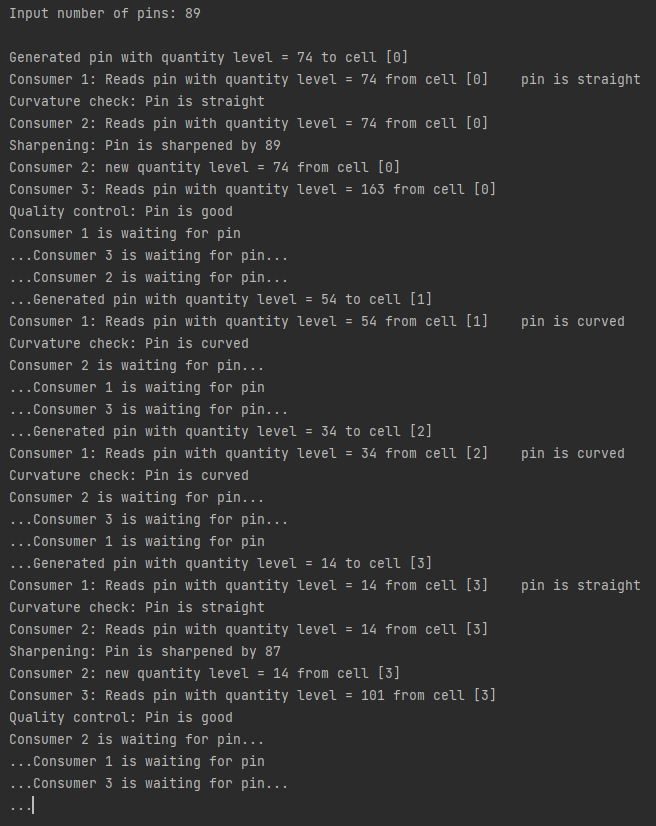 Input number of pins: 89
Generated pin with quantity level = 74 to cell [0]
Consumer 1: Reads pin with quantity level = 74 from cell [0]    pin is straight
Curvature check: Pin is straight
Consumer 2: Reads pin with quantity level = 74 from cell [0]
Sharpening: Pin is sharpened by 89
Consumer 2: new quantity level = 74 from cell [0]
Consumer 3: Reads pin with quantity level = 163 from cell [0]
Quality control: Pin is good
Consumer 1 is waiting for pin
...Consumer 3 is waiting for pin...
...Consumer 2 is waiting for pin...
...Generated pin with quantity level = 54 to cell [1]
Consumer 1: Reads pin with quantity level = 54 from cell [1]    pin is curved
Curvature check: Pin is curved
Consumer 2 is waiting for pin...
...Consumer 1 is waiting for pin
...Consumer 3 is waiting for pin...
...Generated pin with quantity level = 34 to cell [2]
Consumer 1: Reads pin with quantity level = 34 from cell [2]    pin is curved
Curvature check: Pin is curved
Consumer 2 is waiting for pin...
...Consumer 3 is waiting for pin...
...Consumer 1 is waiting for pin
...Generated pin with quantity level = 14 to cell [3]
Consumer 1: Reads pin with quantity level = 14 from cell [3]    pin is straight
Curvature check: Pin is straight
Consumer 2: Reads pin with quantity level = 14 from cell [3]
Sharpening: Pin is sharpened by 87
Consumer 2: new quantity level = 14 from cell [3]
Consumer 3: Reads pin with quantity level = 101 from cell [3]
Quality control: Pin is good
Consumer 2 is waiting for pin...
...Consumer 1 is waiting for pin
...Consumer 3 is waiting for pin...
...